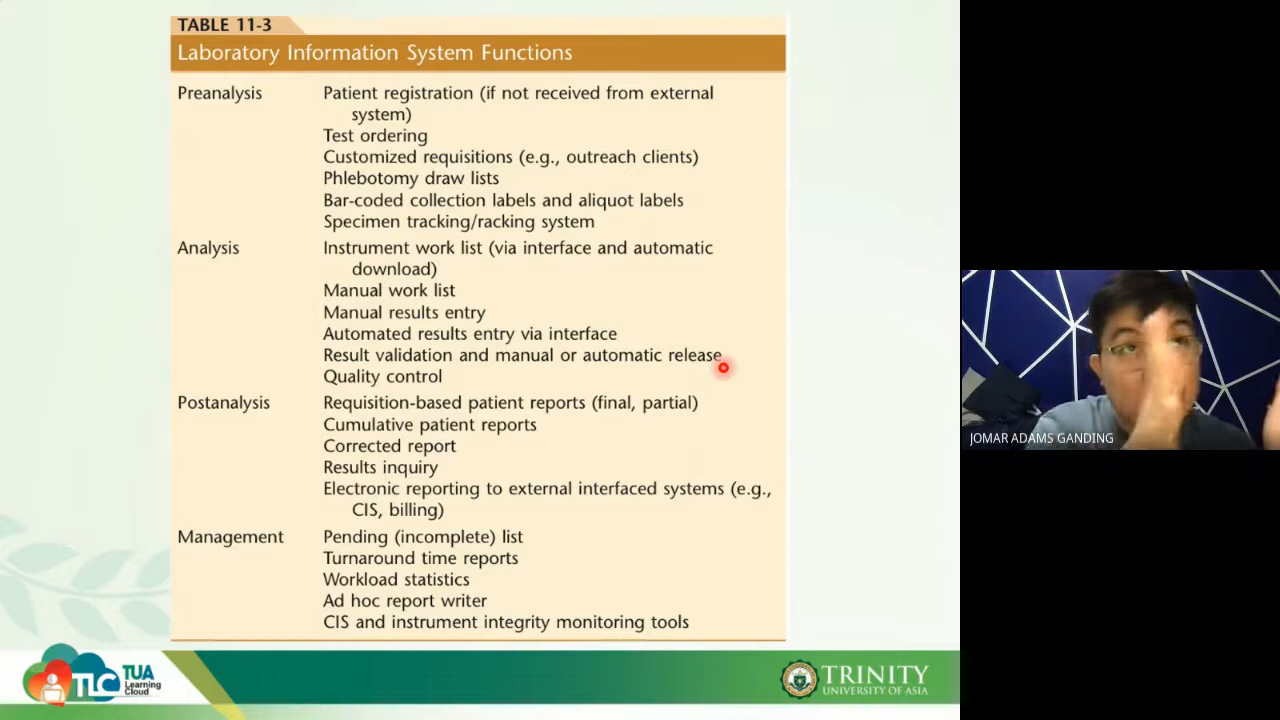 TABLE 11-3
Laboratory Information System Functions
Preanalysis
Patient registration (if not received from external
system)
Test ordering
Customized requisitions (e.g., outreach clients)
Phlebotomy draw lists
Bar-coded collection labels and aliquot labels
Specimen tracking/racking system
Analysis
Instrument work list (via interface and automatic
download)
Manual work list
Manual results entry
Automated results entry via interface
Result validation and manual or automatic release
Quality control
Postanalysis
Requisition-based patient reports (final, partial)
Cumulative patient reports
Corrected report
Results inquiry
Electronic reporting to external interfaced systems (e.g.,
CIS, billing)
Management
Pending (incomplete) list
Turnaround time reports
Workload statistics
Ad hoc report writer
CIS and instrument integrity monitoring tools
JOMAR ADAMS GANDING
TLC
TUA
Learning
Cloud
TRINITY
UNIVERSITY OF ASIA